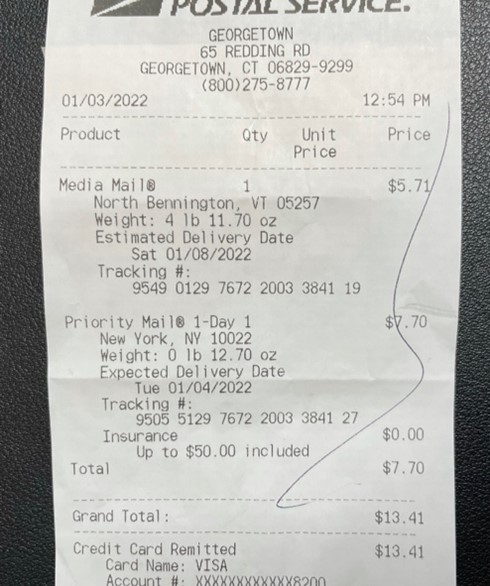 POSTAL SERVICE.
GEORGETOWN
65 REDDING RD
GEORGETOWN, CT 06829-9299
(800)275-8777
01/03/2022 12:54 PM
Product Qty Unit Price
Price
Media Mail® 1 $5.71
North Bennington, VT 05257
Weight: 4 lb 11.70 oz
Estimated Delivery Date
Sat 01/08/2022
Tracking #:
9549 0129 7672 2003 3841 19
Priority Mail® 1-Day 1 $7.70
New York, NY 10022
Weight: 0 lb 12.70 oz
Expected Delivery Date
Tue 01/04/2022
Tracking #:
9505 5129 7672 2003 3841 27
Insurance $0.00
Up to $50.00 included
Total $7.70
Grand Total: $13.41
Credit Card Remitted $13.41
Card Name: VISA
Account #: XXXXXXXXXXXX8200